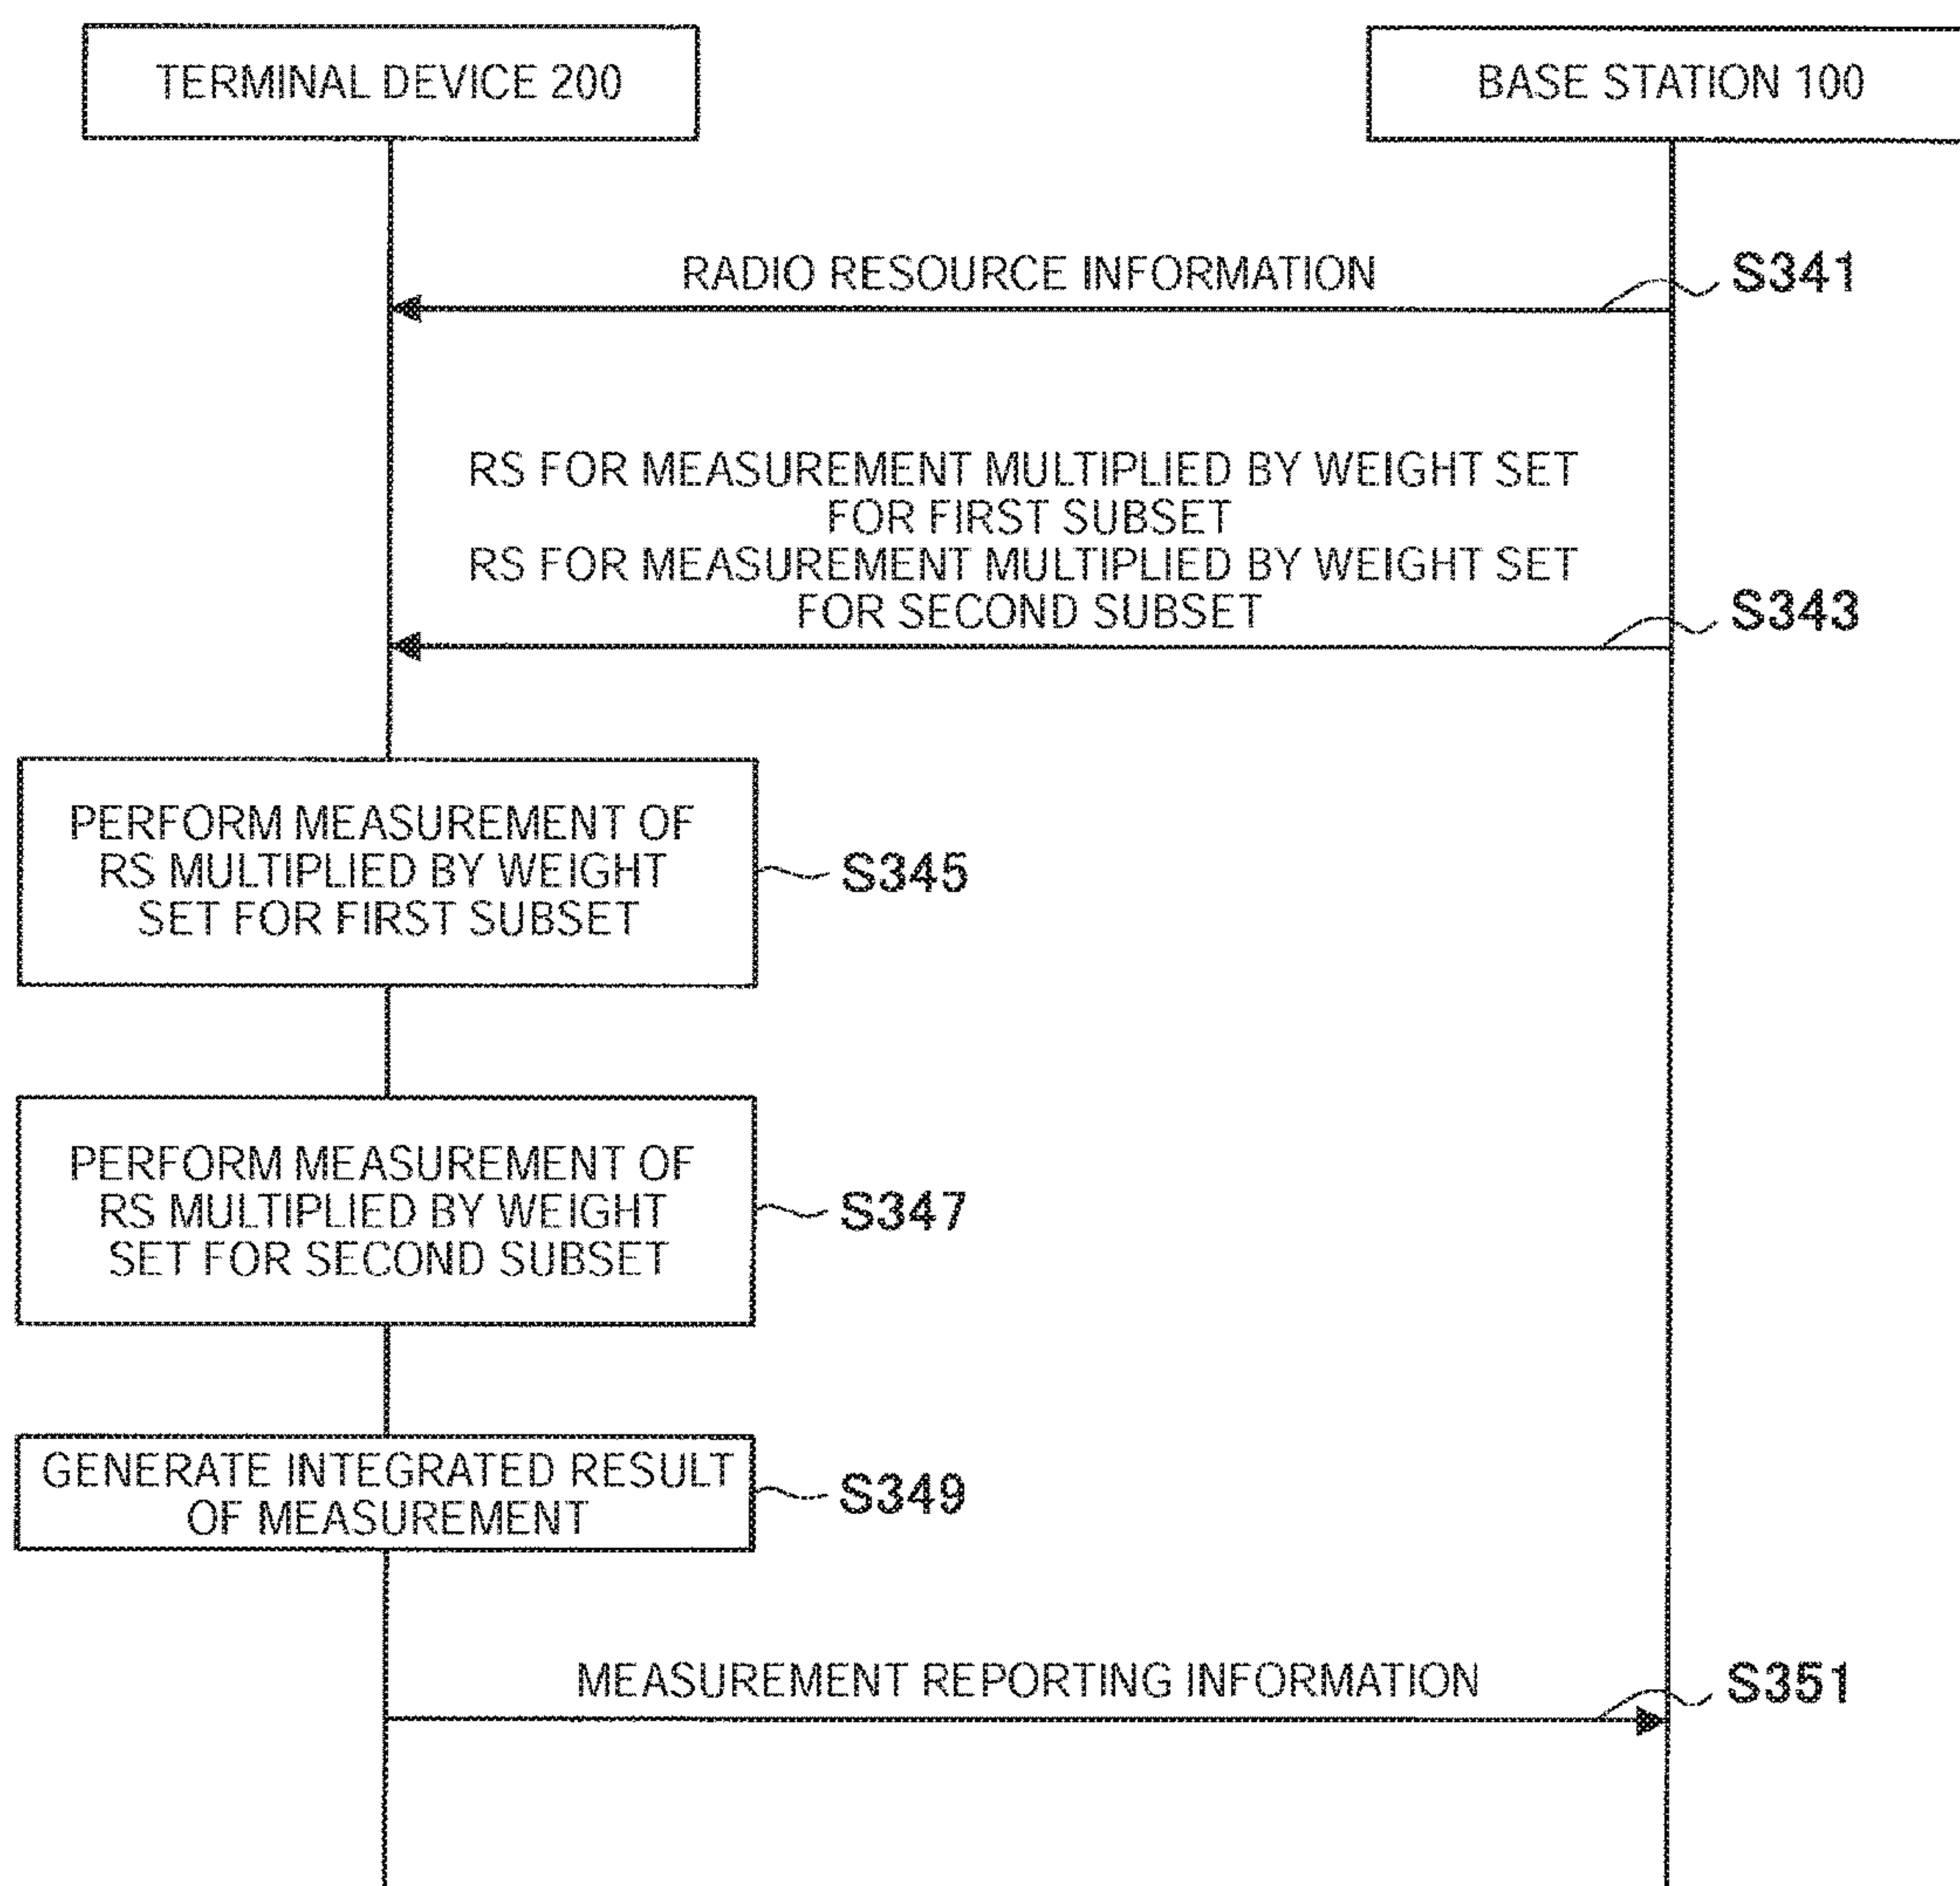 TERMINAL DEVICE 200
BASE STATION 100
RADIO RESOURCE INFORMATION
S341
RS FOR MEASUREMENT MULTIPLIED BY WEIGHT SET
FOR FIRST SUBSET
RS FOR MEASUREMENT MULTIPLIED BY WEIGHT SET
FOR SECOND SUBSET
S343
PERFORM MEASUREMENT OF
RS MULTIPLIED BY WEIGHT
SET FOR FIRST SUBSET
S345
PERFORM MEASUREMENT OF
RS MULTIPLIED BY WEIGHT
SET FOR SECOND SUBSET
S347
GENERATE INTEGRATED RESULT
OF MEASUREMENT
S349
MEASUREMENT REPORTING INFORMATION
S351